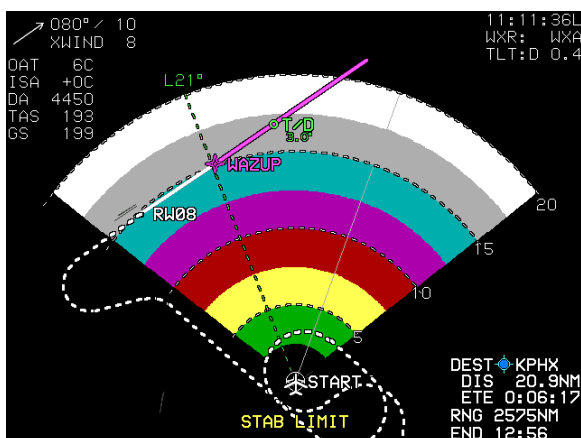 080° / 10
XWIND 8
OAT 6C
ISA +0C
DA 4450
TAS 193
GS 199
11:11:36L
WXR: WXA
TLT:D 0.4
L21°
T/D
3.0°
WAZUP
RW08
20
15
10
5
START
STAB LIMIT
DEST KPHX
DIS 20.9NM
ETE 0:06:17
RNG 2575NM
END 12:56